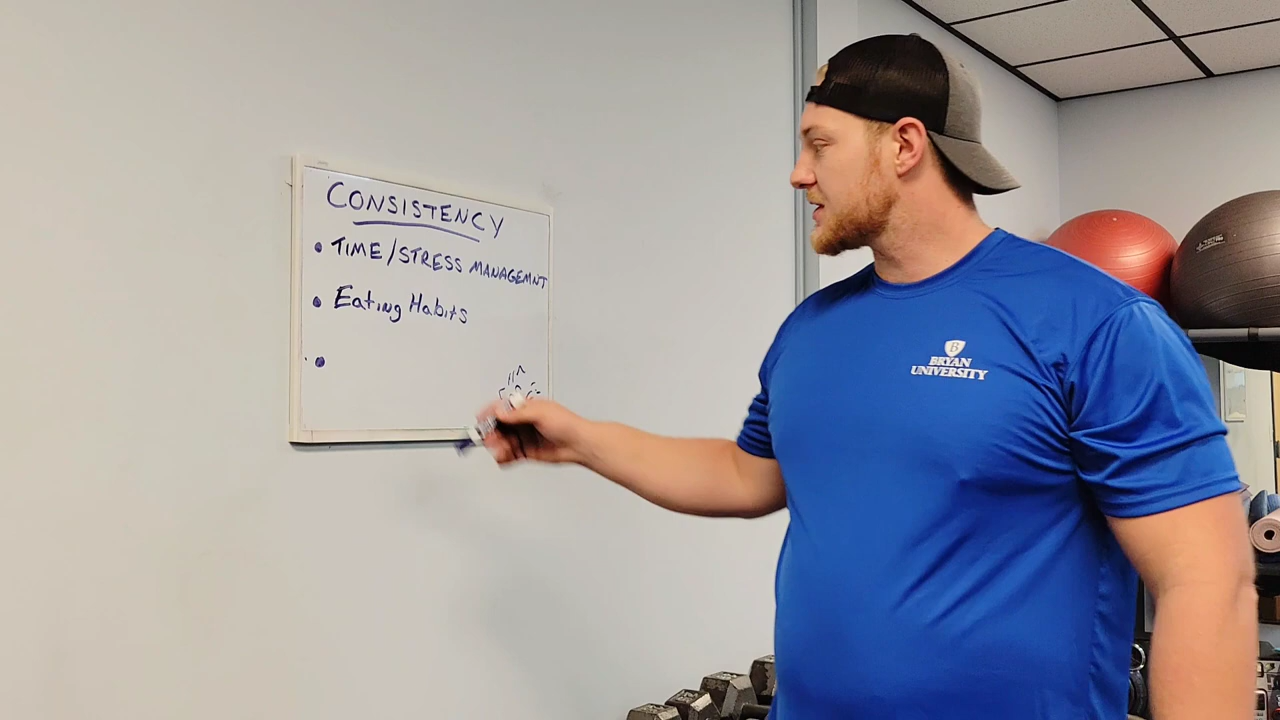 CONSISTENCY
• TIME/STRESS MANAGEMNT
• Eating Habits
•
B
BRYAN
UNIVERSITY